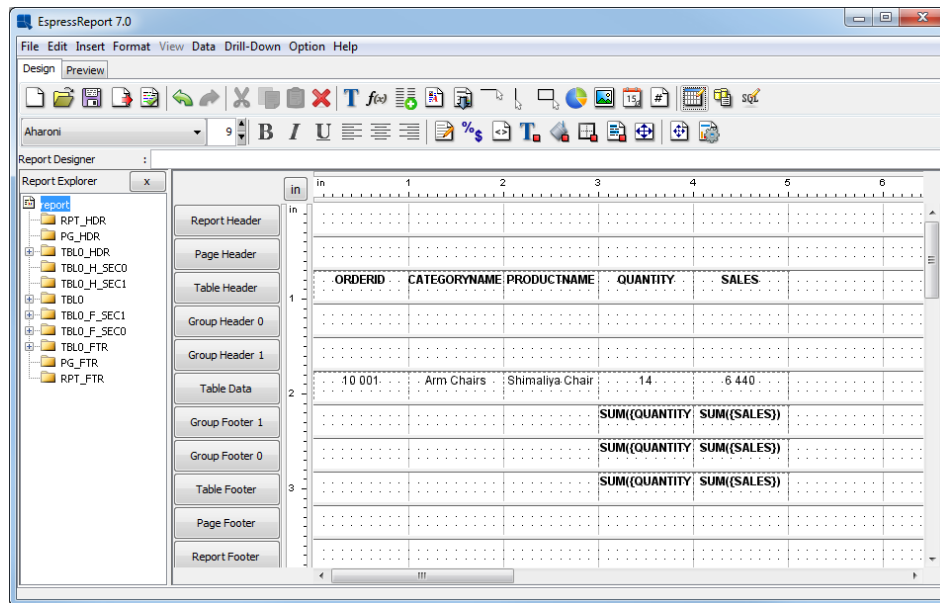 EspressReport 7.0
File Edit Insert Format View Data Drill-Down Option Help
Design Preview
T f(x) 15 # SQL
Aharoni 9 B I U %$ T
Report Designer :
Report Explorer x
report
RPT_HDR
PG_HDR
TBL0_HDR
TBL0_H_SEC0
TBL0_H_SEC1
TBL0
TBL0_F_SEC1
TBL0_F_SEC0
TBL0_FTR
PG_FTR
RPT_FTR
in in 1 2 3 4 5 6
in
Report Header
Page Header
Table Header ORDERID CATEGORYNAME PRODUCTNAME QUANTITY SALES
1
Group Header 0
Group Header 1
Table Data 10 001 Arm Chairs Shimaliya Chair 14 6 440
2
Group Footer 1 SUM({QUANTITY SUM({SALES})
Group Footer 0 SUM({QUANTITY SUM({SALES})
Table Footer 3 SUM({QUANTITY SUM({SALES})
Page Footer
Report Footer